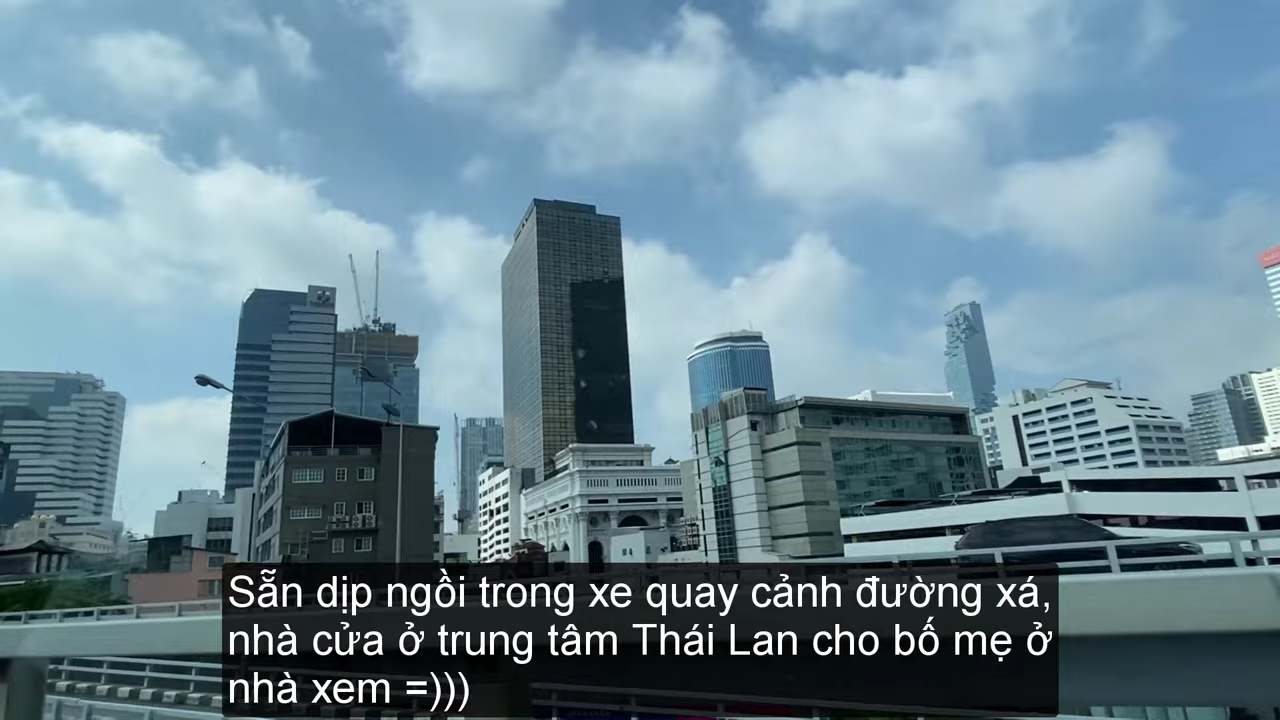 Sẵn dịp ngồi trong xe quay cảnh đường xá,
nhà cửa ở trung tâm Thái Lan cho bố mẹ ở
nhà xem =)))